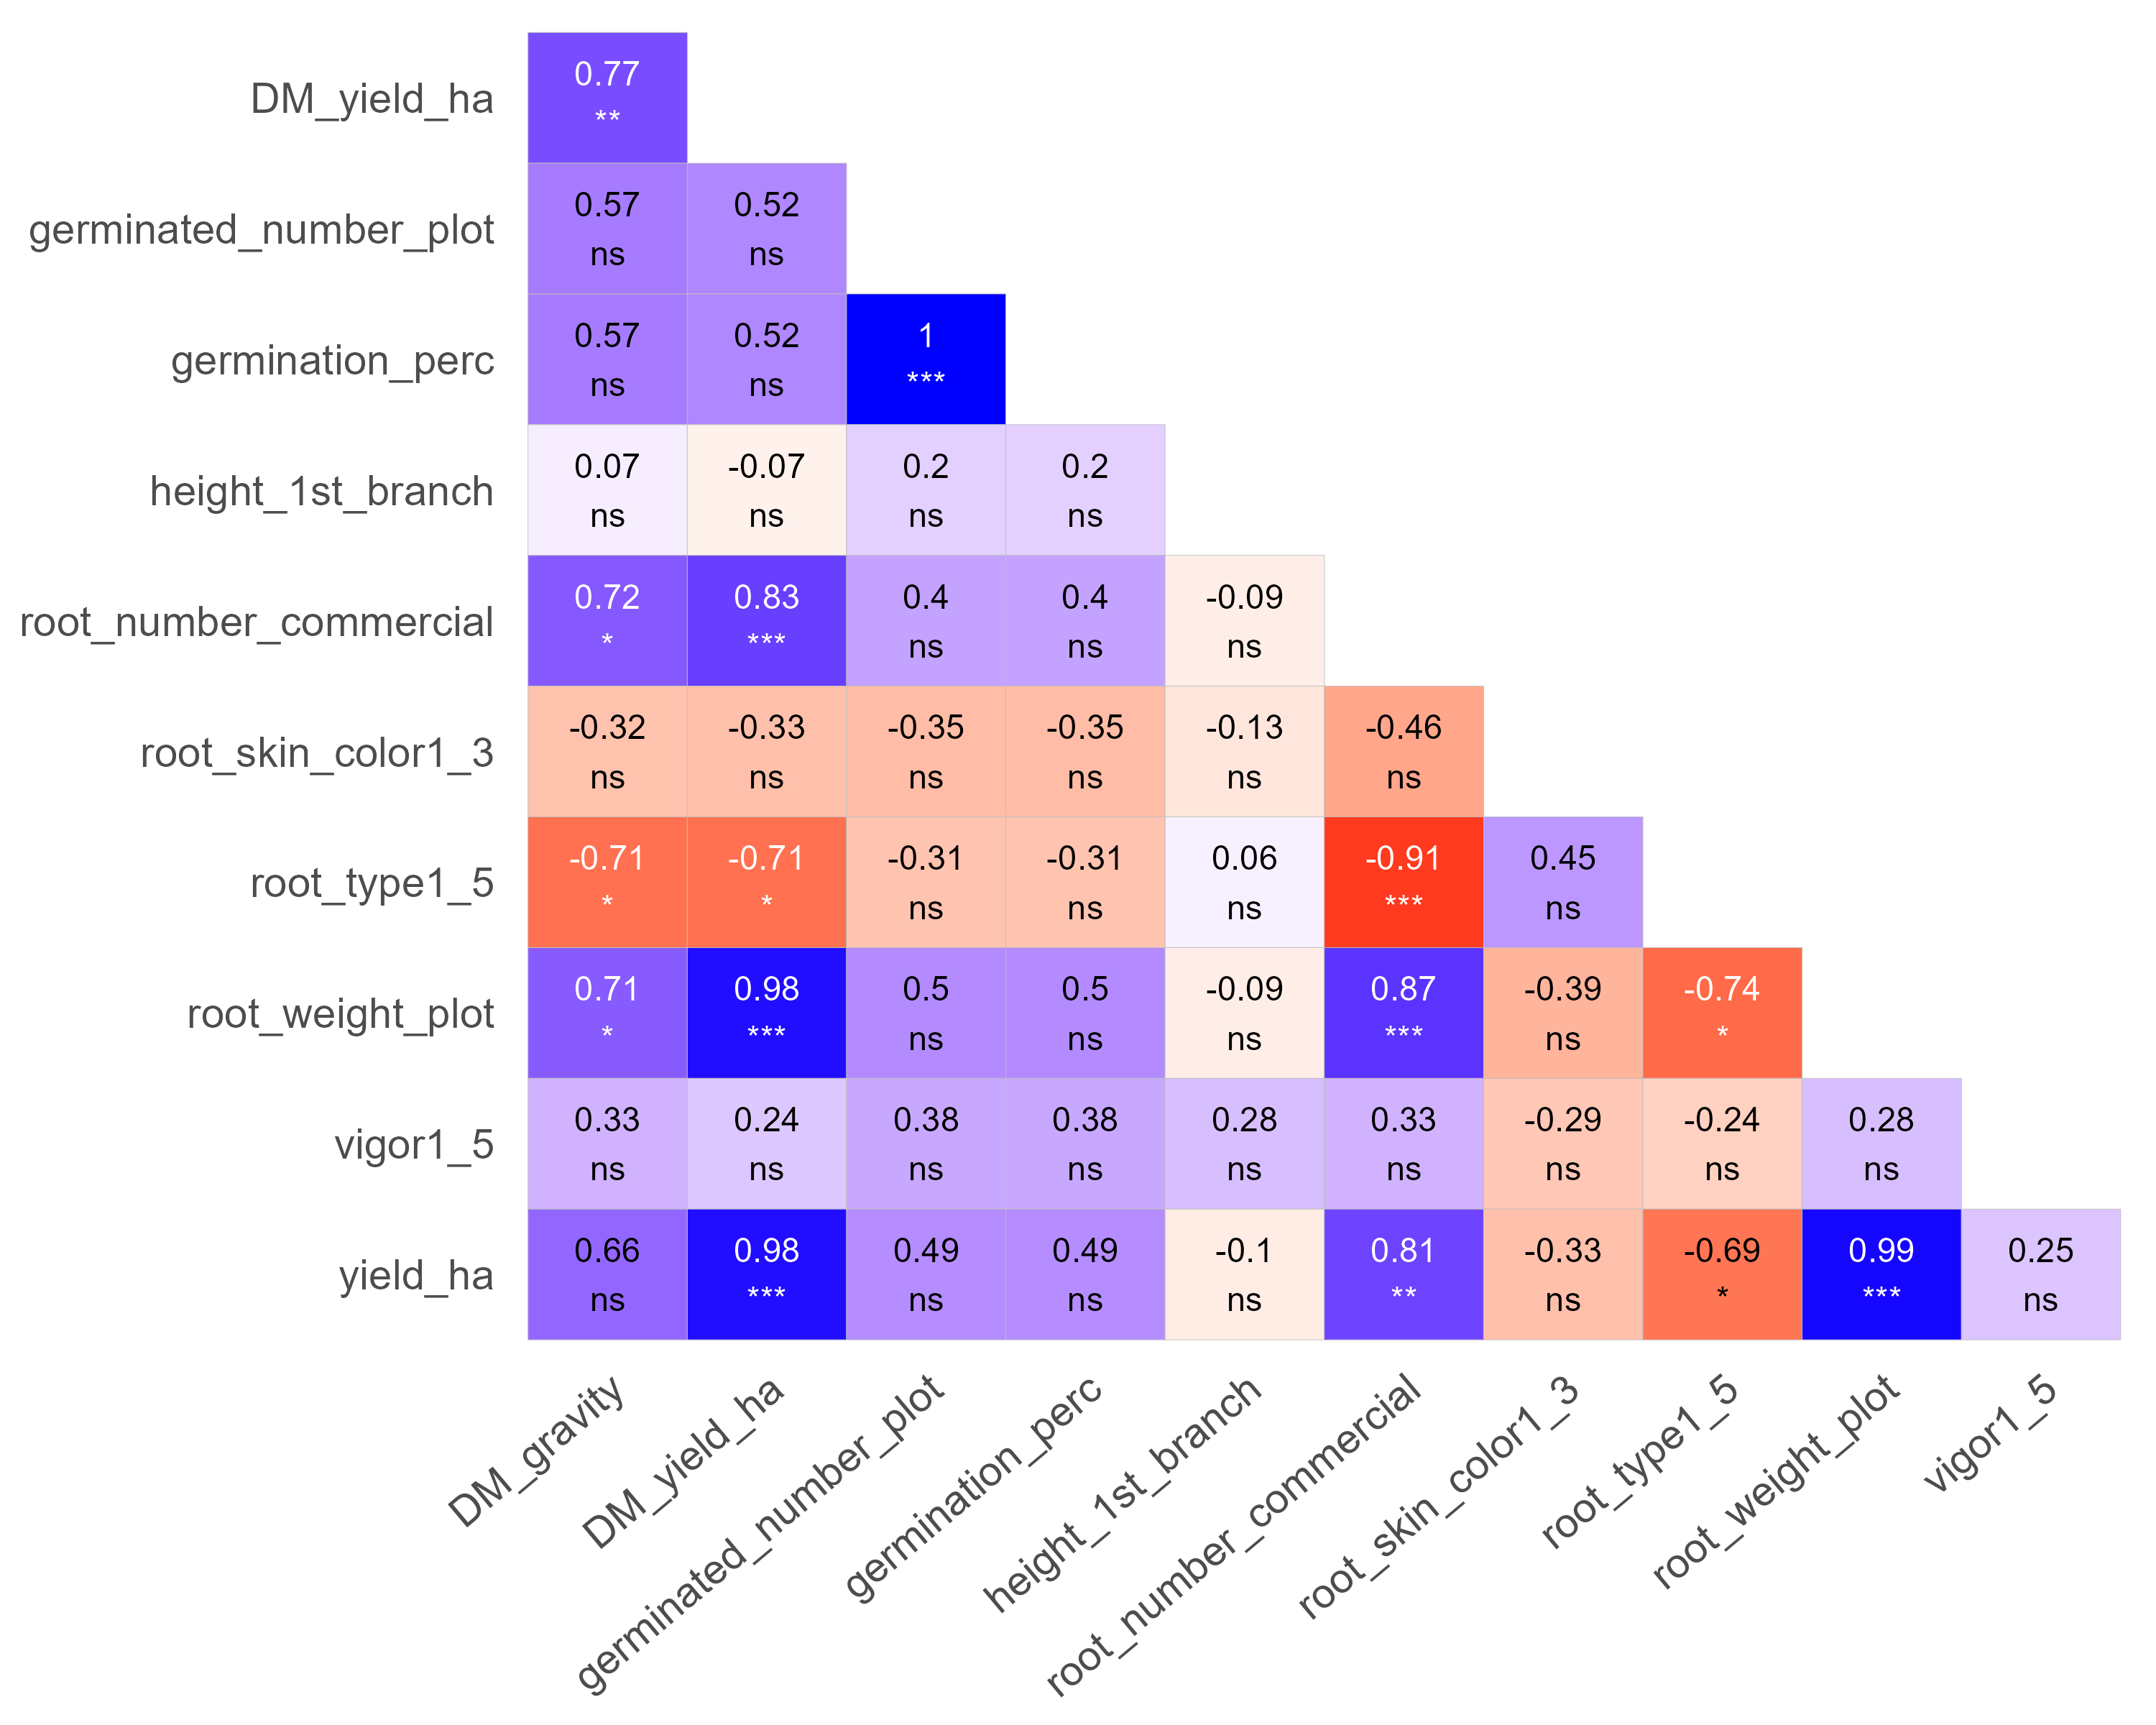 0.77
DM_yield_ha
**
0.57 0.52
germinated_number_plot
ns ns
0.57 0.52 1
germination_perc
ns ns ***
0.07 -0.07 0.2 0.2
height_1st_branch
ns ns ns ns
0.72 0.83 0.4 0.4 -0.09
root_number_commercial
* *** ns ns ns
-0.32 -0.33 -0.35 -0.35 -0.13 -0.46
root_skin_color1_3
ns ns ns ns ns ns
-0.71 -0.71 -0.31 -0.31 0.06 -0.91 0.45
root_type1_5
* * ns ns ns *** ns
0.71 0.98 0.5 0.5 -0.09 0.87 -0.39 -0.74
root_weight_plot
* *** ns ns ns *** ns *
0.33 0.24 0.38 0.38 0.28 0.33 -0.29 -0.24 0.28
vigor1_5
ns ns ns ns ns ns ns ns ns
0.66 0.98 0.49 0.49 -0.1 0.81 -0.33 -0.69 0.99 0.25
yield_ha
ns *** ns ns ns ** ns * *** ns
DM_gravity
DM_yield_ha
germinated_number_plot
germination_perc
height_1st_branch
root_number_commercial
root_skin_color1_3
root_type1_5
root_weight_plot
vigor1_5